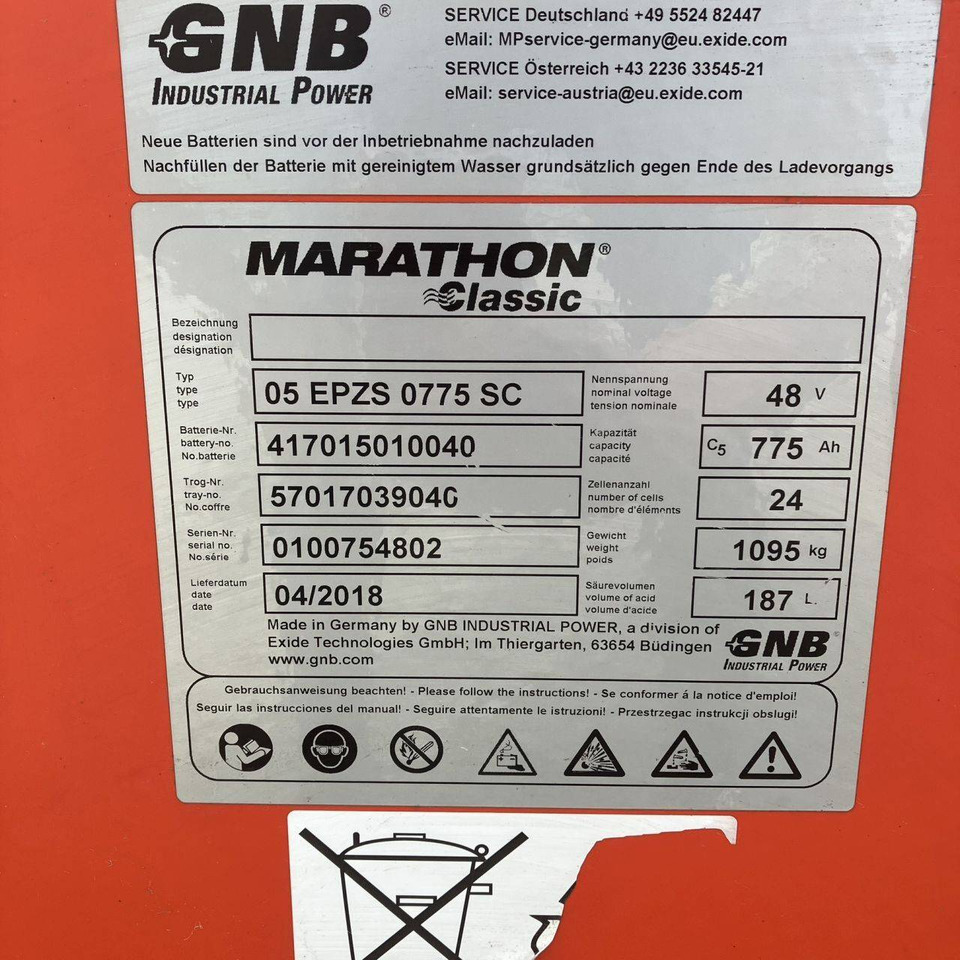 GNB®
INDUSTRIAL POWER
SERVICE Deutschland +49 5524 82447
eMail: MPservice-germany@eu.exide.com
SERVICE Österreich +43 2236 33545-21
eMail: service-austria@eu.exide.com
Neue Batterien sind vor der Inbetriebnahme nachzuladen
Nachfüllen der Batterie mit gereinigtem Wasser grundsätzlich gegen Ende des Ladevorgangs
MARATHON®
Classic
Bezeichnung
designation
désignation
Typ
type
type
05 EPZS 0775 SC
Nennspannung
nominal voltage
tension nominale
48 V
Batterie-Nr.
battery-no.
No.batterie
417015010040
Kapazität
capacity
capacité
C5 775 Ah
Trog-Nr.
tray-no.
No.coffre
Zellenanzahl
number of cells
nombre d'éléments
24
Serien-Nr.
serial no.
No.série
0100754802
Gewicht
weight
poids
1095 kg
Lieferdatum
date
date
04/2018
Säurevolumen
volume of acid
volume d'acide
187 L.
Made in Germany by GNB INDUSTRIAL POWER, a division of
Exide Technologies GmbH; Im Thiergarten, 63654 Büdingen
www.gnb.com
GNB®
INDUSTRIAL POWER
Gebrauchsanweisung beachten! - Please follow the instructions! - Se conformer á la notice d'emploi!
Seguir las instrucciones del manual! - Seguire attentamente le istruzioni! - Przestrzegac instrukcji obslugi!